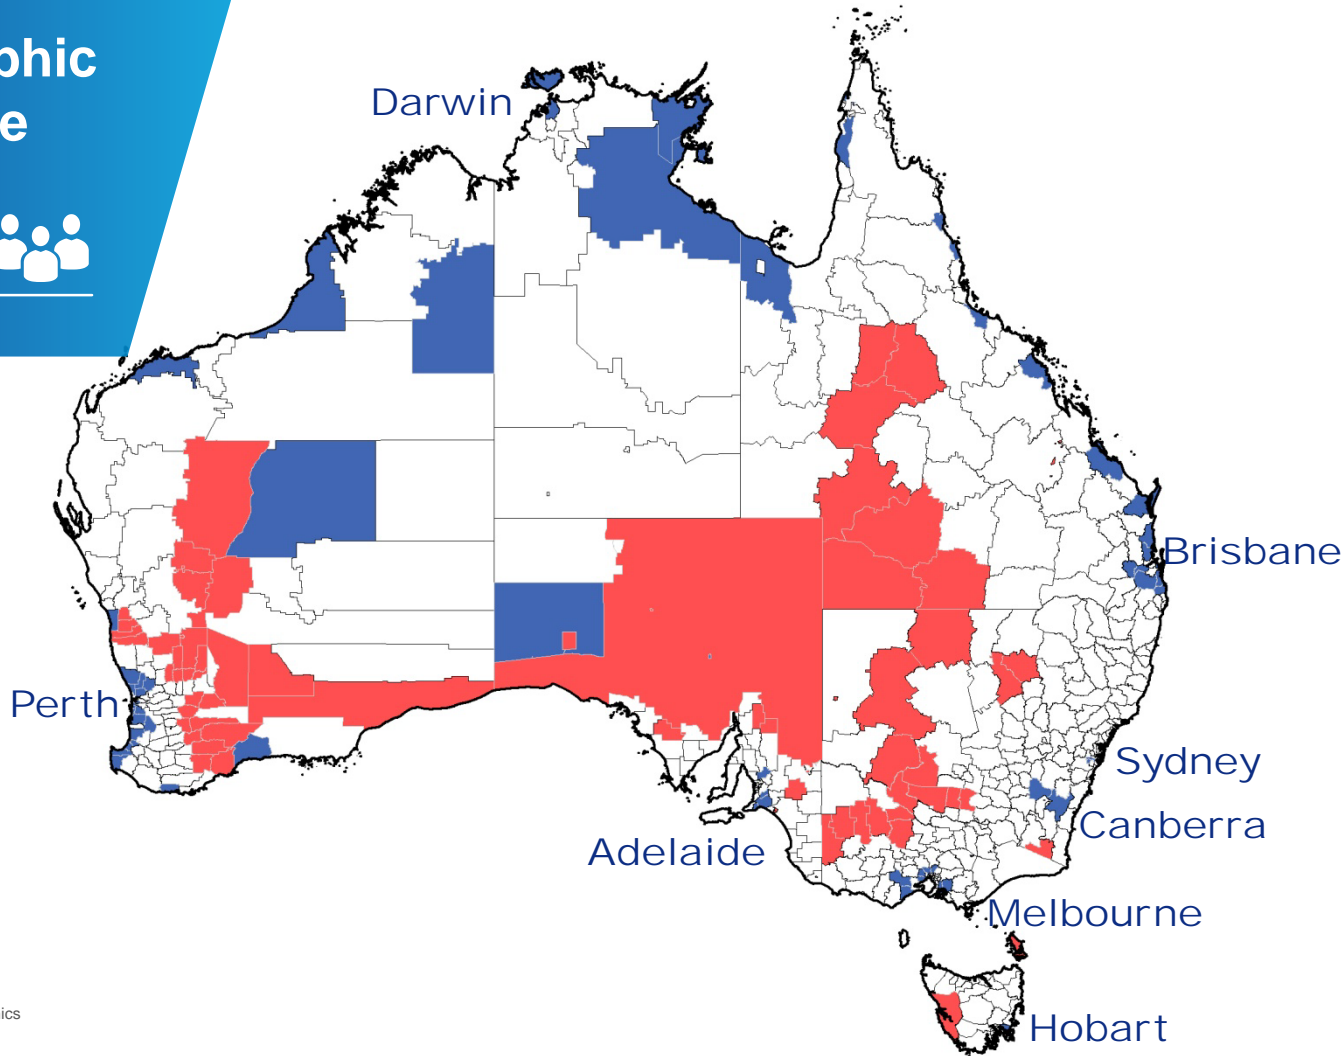 phic
e
Darwin
Brisbane
Perth
Sydney
Canberra
Adelaide
Melbourne
Hobart
ics